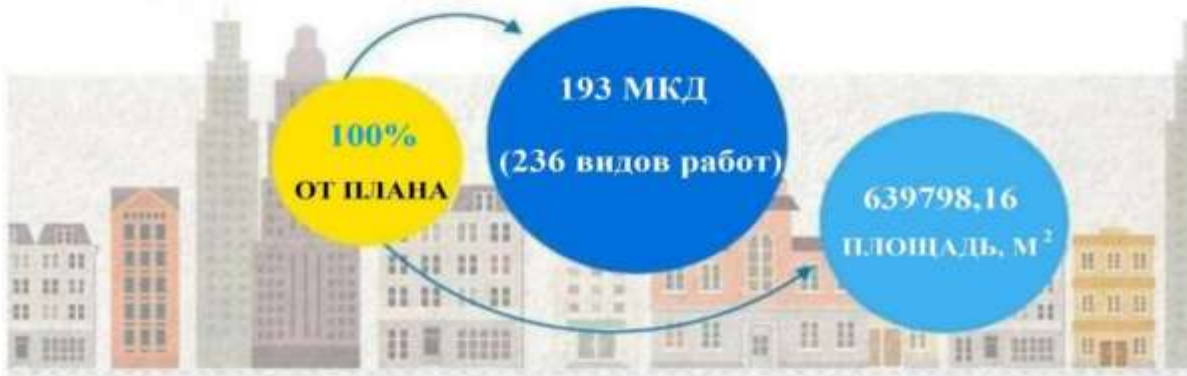 100%
ОТ ПЛАНА
193 МКД
(236 видов работ)
639798,16
ПЛОЩАДЬ, М²